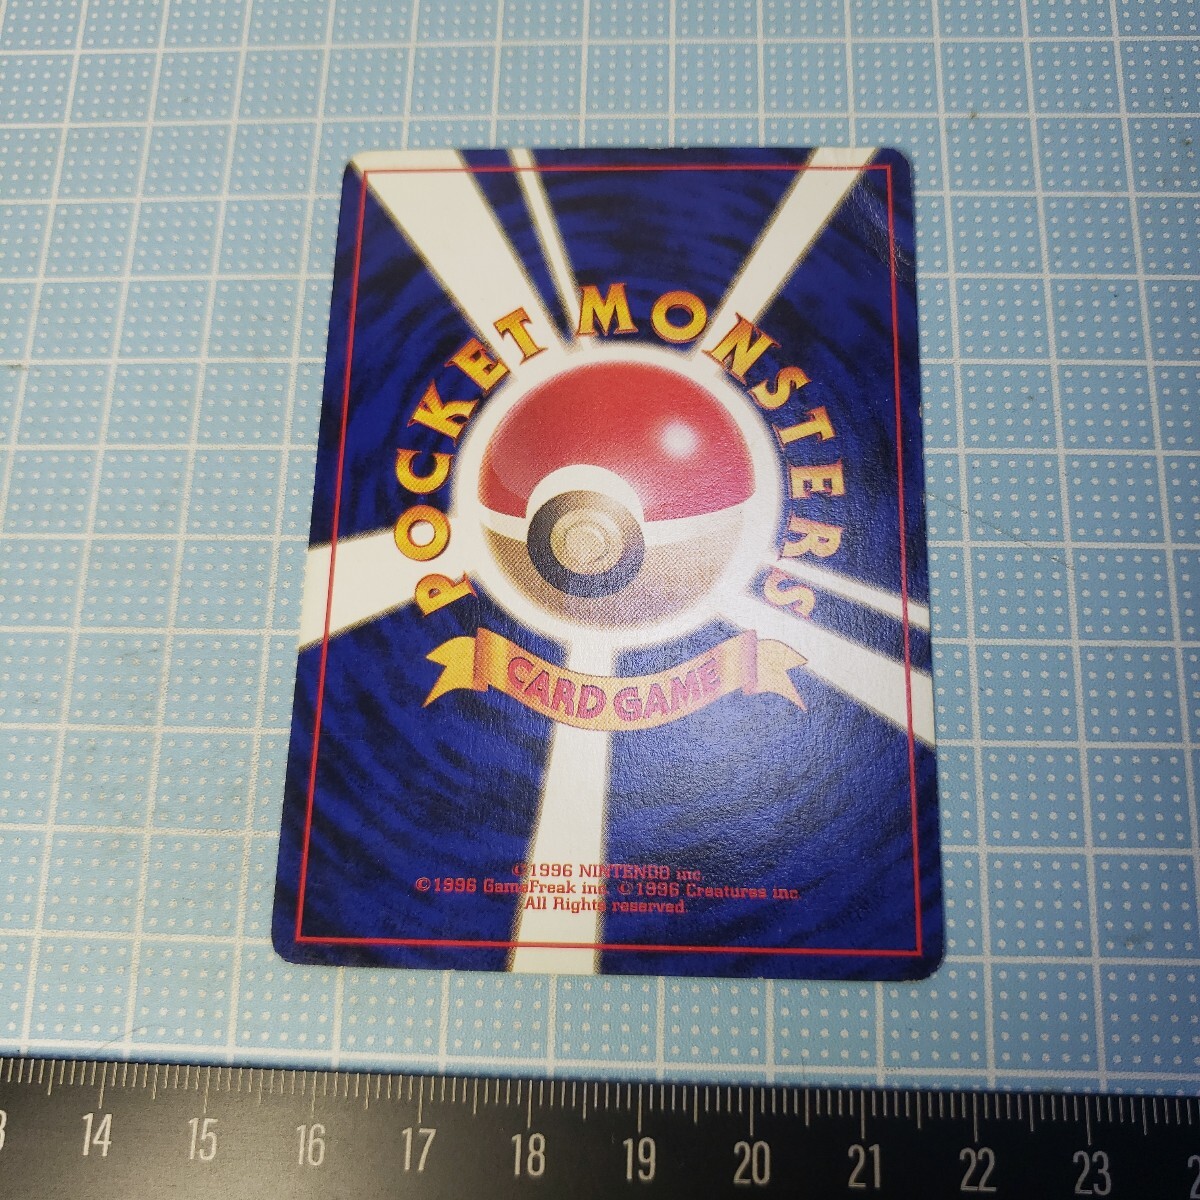 POCKET MONSTERS
CARD GAME
©1996 NINTENDO inc.
©1996 GameFreak inc. ©1996 Creatures inc.
All Rights reserved.
14 15 16 17 18 19 20 21 22 23